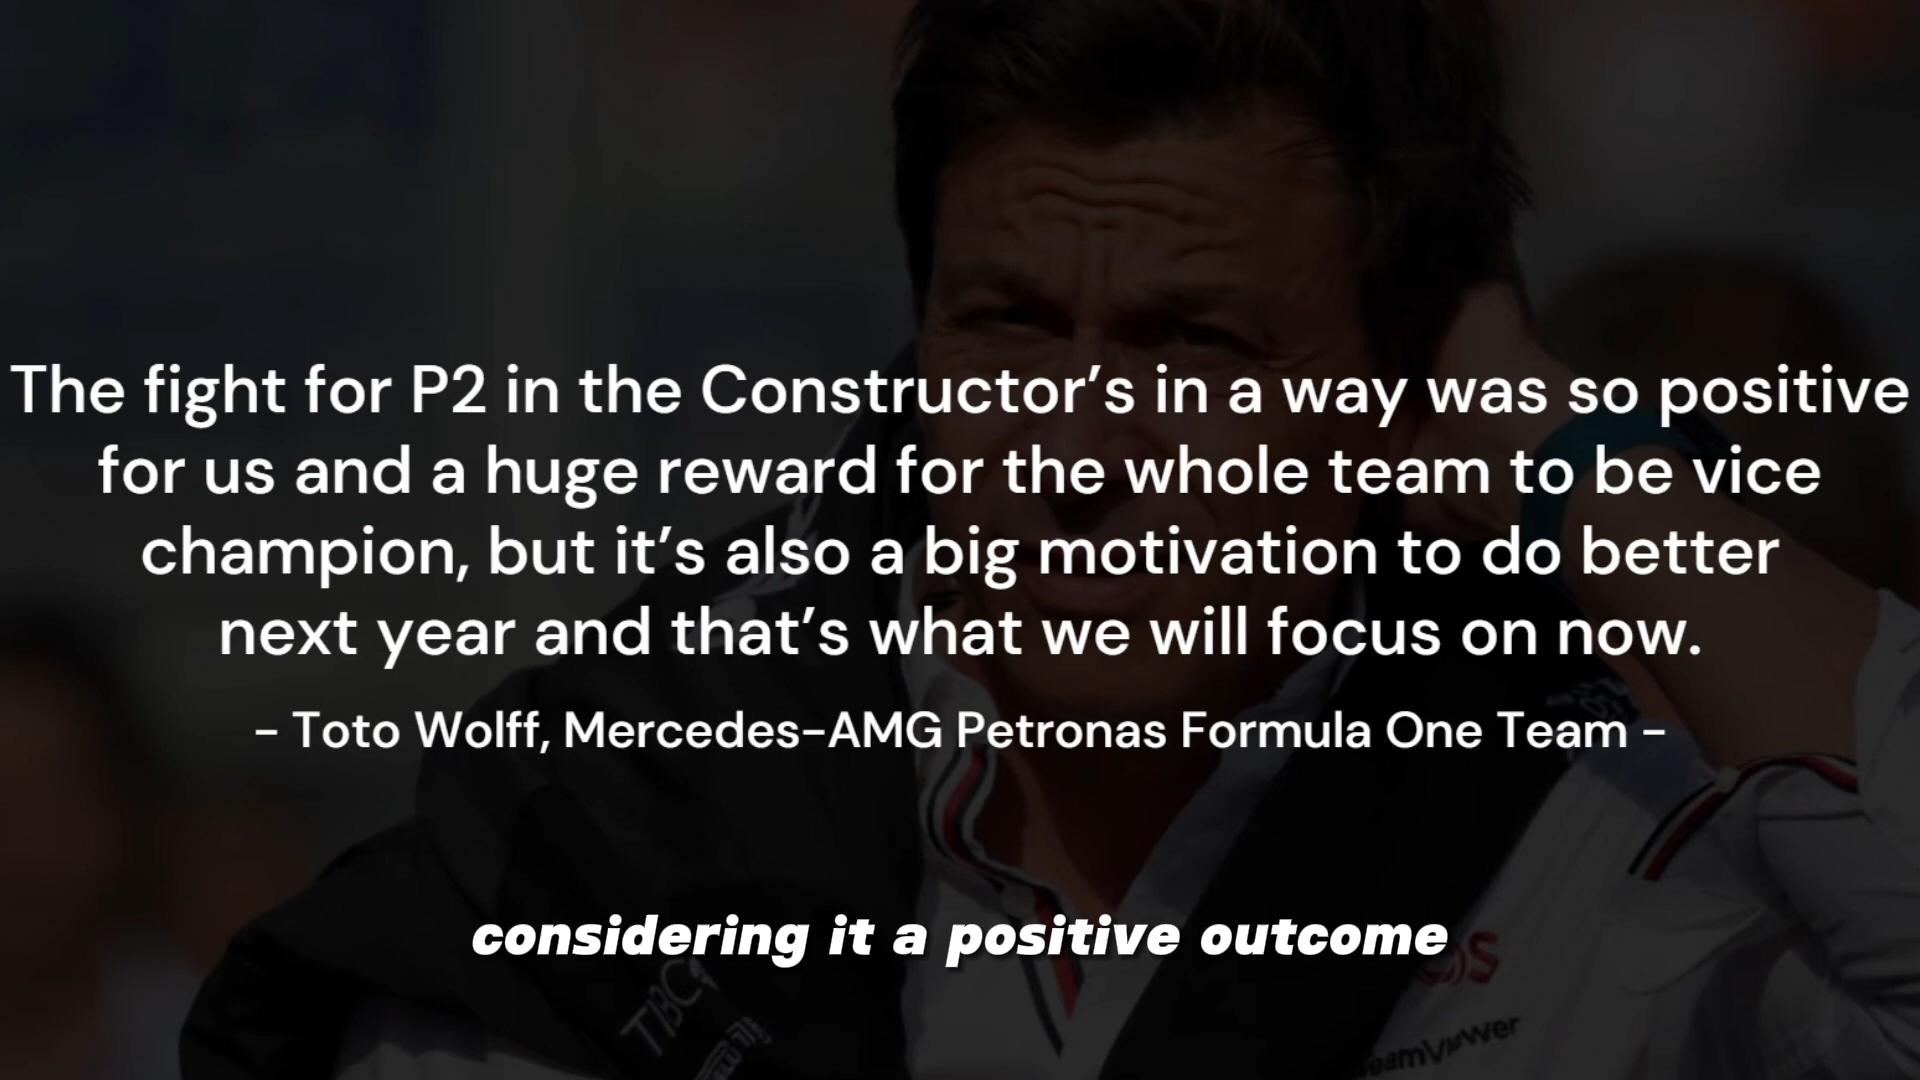 The fight for P2 in the Constructor’s in a way was so positive
for us and a huge reward for the whole team to be vice
champion, but it’s also a big motivation to do better
next year and that’s what we will focus on now.
- Toto Wolff, Mercedes-AMG Petronas Formula One Team -
considering it a positive outcome
TeamViewer